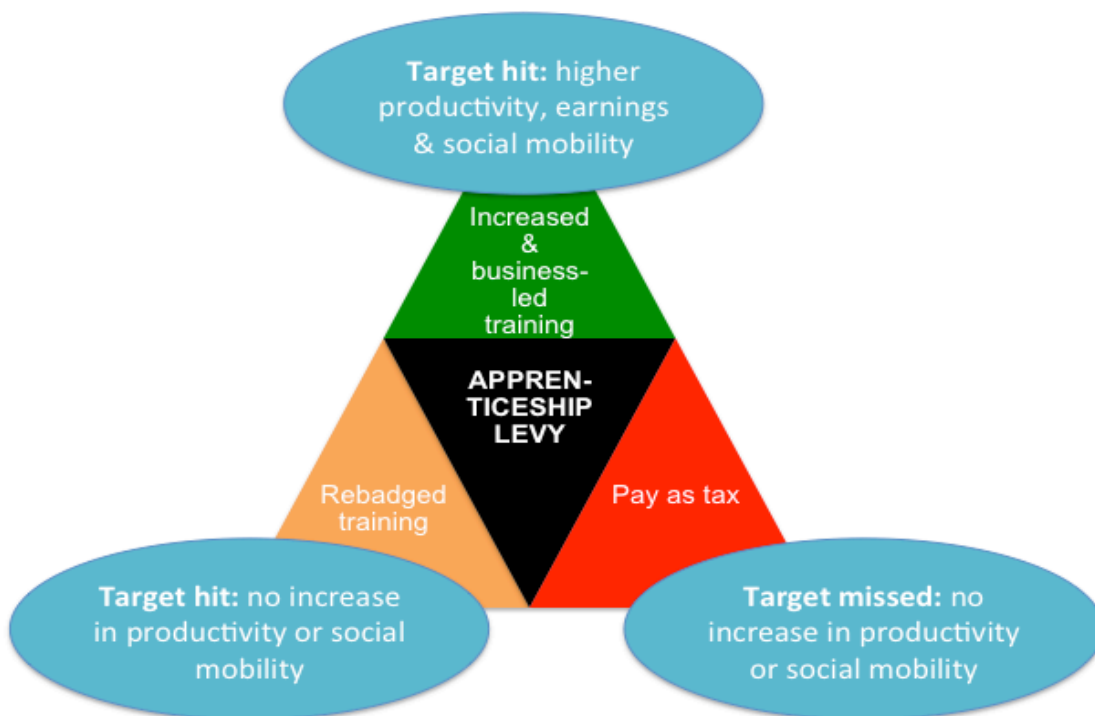 Target hit: higher
productivity, earnings
& social mobility
Increased
&
business-
led
training
APPREN-
TICESHIP
LEVY
Rebadged
training
Pay as tax
Target hit: no increase
in productivity or social
mobility
Target missed: no
increase in productivity
or social mobility